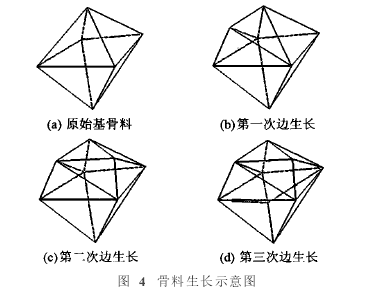 (a) 原始基骨料
(b) 第一次边生长
(c) 第二次边生长
(d) 第三次边生长
图 4 骨料生长示意图